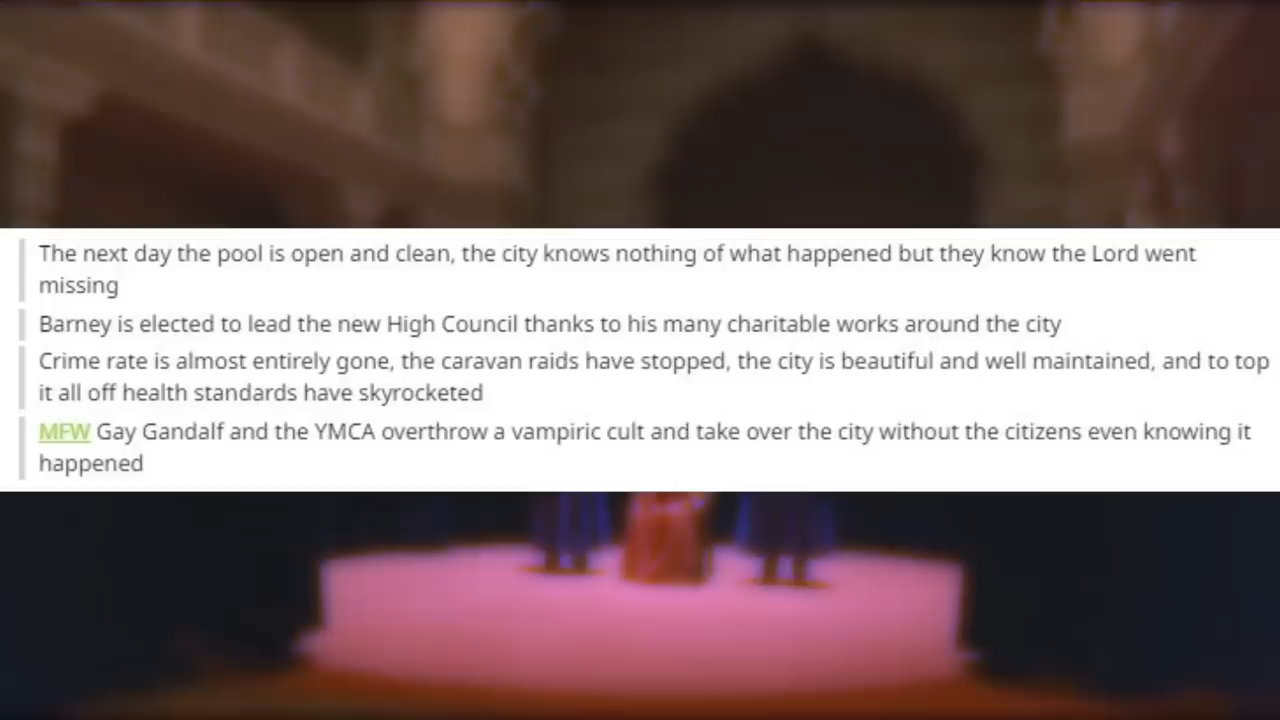 The next day the pool is open and clean, the city knows nothing of what happened but they know the Lord went
missing
Barney is elected to lead the new High Council thanks to his many charitable works around the city
Crime rate is almost entirely gone, the caravan raids have stopped, the city is beautiful and well maintained, and to top
it all off health standards have skyrocketed
MFW Gay Gandalf and the YMCA overthrow a vampiric cult and take over the city without the citizens even knowing it
happened